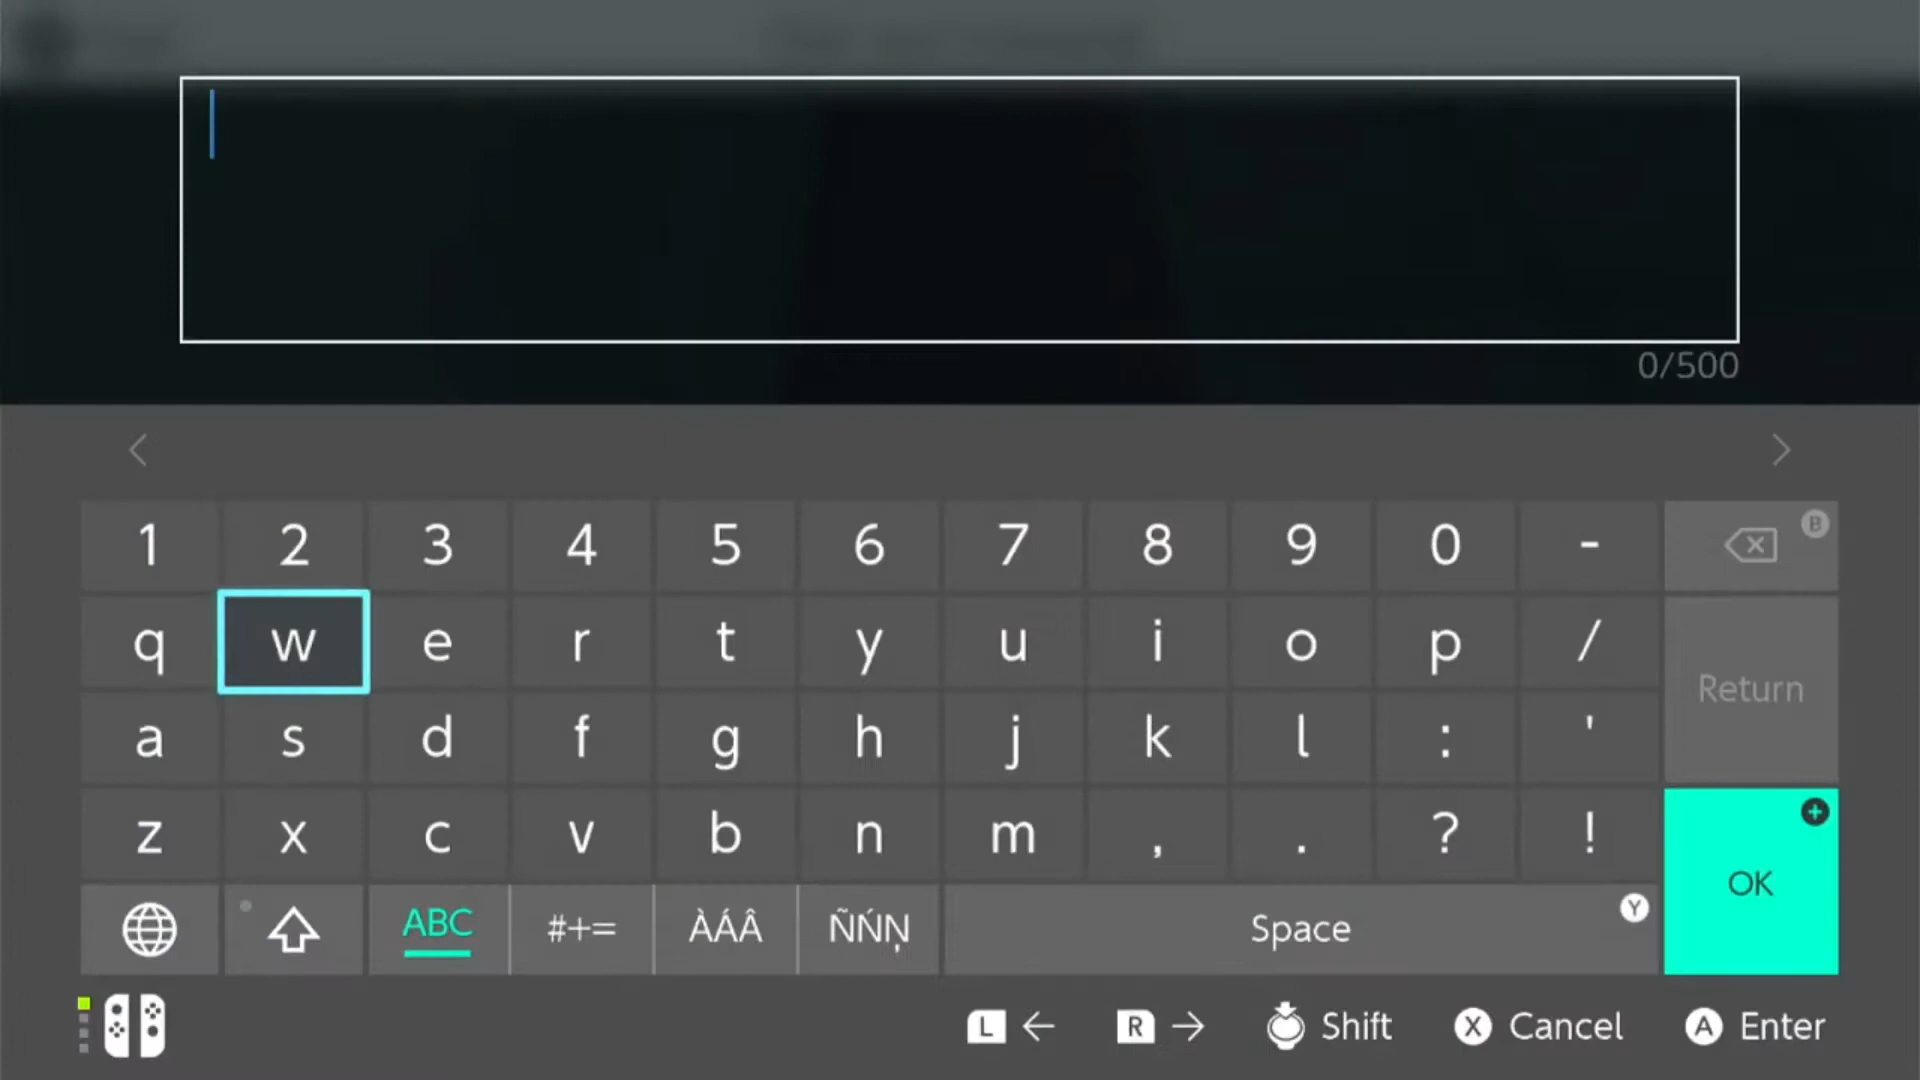 0/500
1 2 3 4 5 6 7 8 9 0 - B
q w e r t y u i o p /
Return
a s d f g h j k l : '
z x c v b n m , . ? ! +
OK
ABC #+= ÀÁÂ ÑŃŅ Space Y
L ← R → Shift X Cancel A Enter